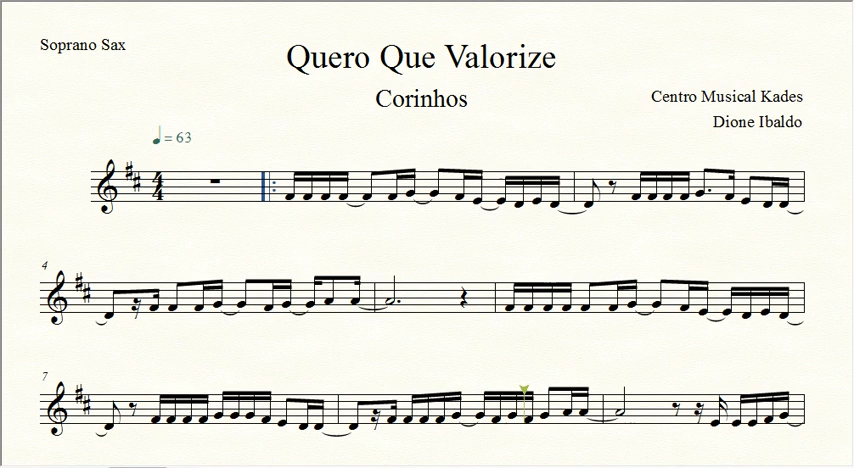 Soprano Sax
Quero Que Valorize
Corinhos
Centro Musical Kades
Dione Ibaldo
= 63
4
4
4
7